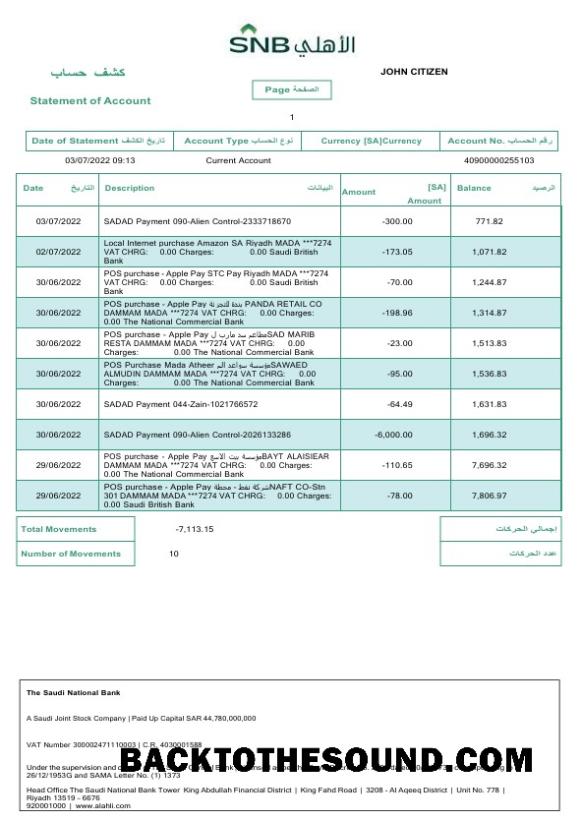 SNB الأهلي
كشف حساب
JOHN CITIZEN
Page الصفحة
Statement of Account
1
Date of Statement تاريخ الكشف
Account Type نوع الحساب
Currency [SA]Currency
Account No. رقم الحساب
03/07/2022 09:13
Current Account
40900000255103
Date التاريخ
Description البيانات
Amount [SA]
Amount
Balance الرصيد
03/07/2022 SADAD Payment 090-Alien Control-2333718670 -300.00 771.82
Local Internet purchase Amazon SA Riyadh MADA ***7274
02/07/2022 VAT CHRG: 0.00 Charges: 0.00 Saudi British -173.05 1,071.82
Bank
POS purchase - Apple Pay STC Pay Riyadh MADA ***7274
30/06/2022 VAT CHRG: 0.00 Charges: 0.00 Saudi British -70.00 1,244.87
Bank
POS purchase - Apple Pay بندة للتجزئة PANDA RETAIL CO
30/06/2022 DAMMAM MADA ***7274 VAT CHRG: 0.00 Charges: -198.96 1,314.87
0.00 The National Commercial Bank
POS purchase - Apple Pay مطاعم سد مارب ل SAD MARIB
30/06/2022 RESTA DAMMAM MADA ***7274 VAT CHRG: 0.00 -23.00 1,513.83
Charges: 0.00 The National Commercial Bank
POS Purchase Mada Atheer مؤسسة سواعد الم SAWAED
30/06/2022 ALMUDIN DAMMAM MADA ***7274 VAT CHRG: 0.00 -95.00 1,536.83
Charges: 0.00 The National Commercial Bank
30/06/2022 SADAD Payment 044-Zain-1021766572 -64.49 1,631.83
30/06/2022 SADAD Payment 090-Alien Control-2026133286 -6,000.00 1,696.32
POS purchase - Apple Pay مؤسسة بيت الأسع BAYT ALAISIEAR
29/06/2022 DAMMAM MADA ***7274 VAT CHRG: 0.00 Charges: -110.65 7,696.32
0.00 The National Commercial Bank
POS purchase - Apple Pay شركة نفط - محطة NAFT CO-Stn
29/06/2022 301 DAMMAM MADA ***7274 VAT CHRG: 0.00 Charges: -78.00 7,806.97
0.00 Saudi British Bank
Total Movements -7,113.15 إجمالي الحركات
Number of Movements 10 عدد الحركات
The Saudi National Bank
A Saudi Joint Stock Company | Paid Up Capital SAR 44,780,000,000
VAT Number 300002471110003 | C.R. 4030001588
BACKTOTHESOUND.COM
Under the supervision and
26/12/1953G and SAMA Letter No. (1) 1373
Head Office The Saudi National Bank Tower King Abdullah Financial District | King Fahd Road | 3208 - Al Aqeeq District | Unit No. 778 |
Riyadh 13519 - 6676
920001000 | www.alahli.com